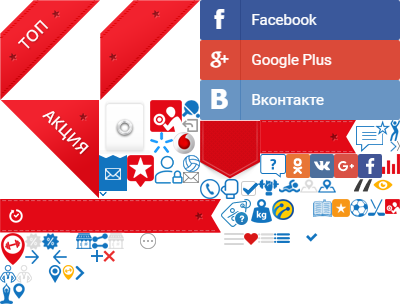 ТОП
f Facebook
g+ Google Plus
B Вконтакте
АКЦИЯ
?
g+ f
?
kg
%